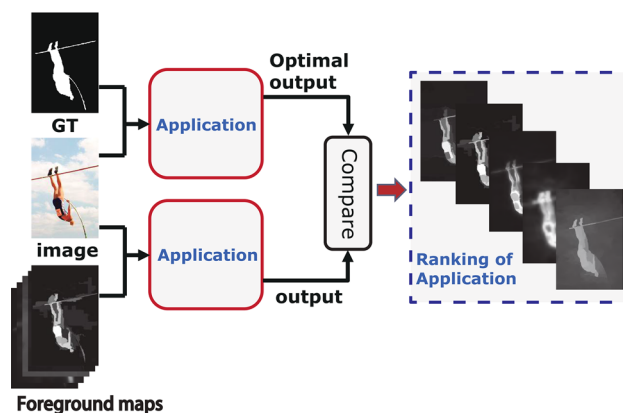 GT
image
Foreground maps
Application
Application
Optimal
output
output
Compare
Ranking of
Application